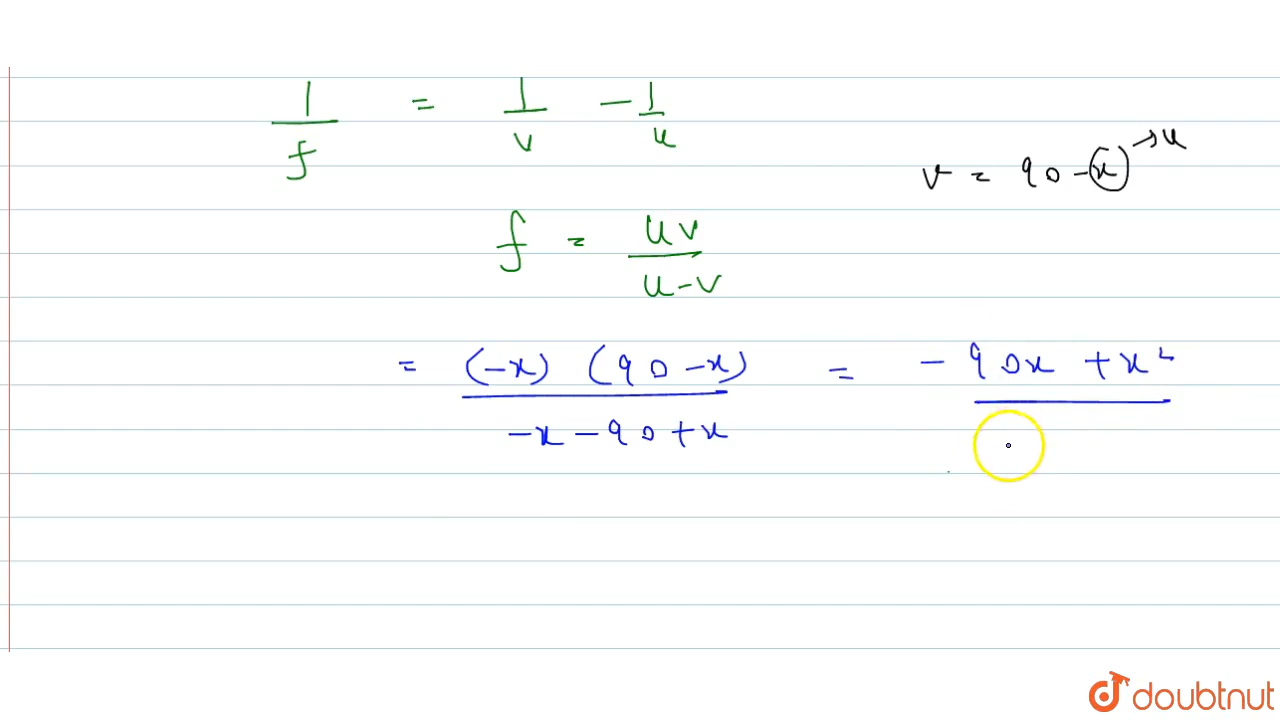 1/f = 1/v - 1/u
v = 90 - x → u
f = uv/u-v
= (-x) (90-x)/-x-90+x = -90x + x²
doubtnut